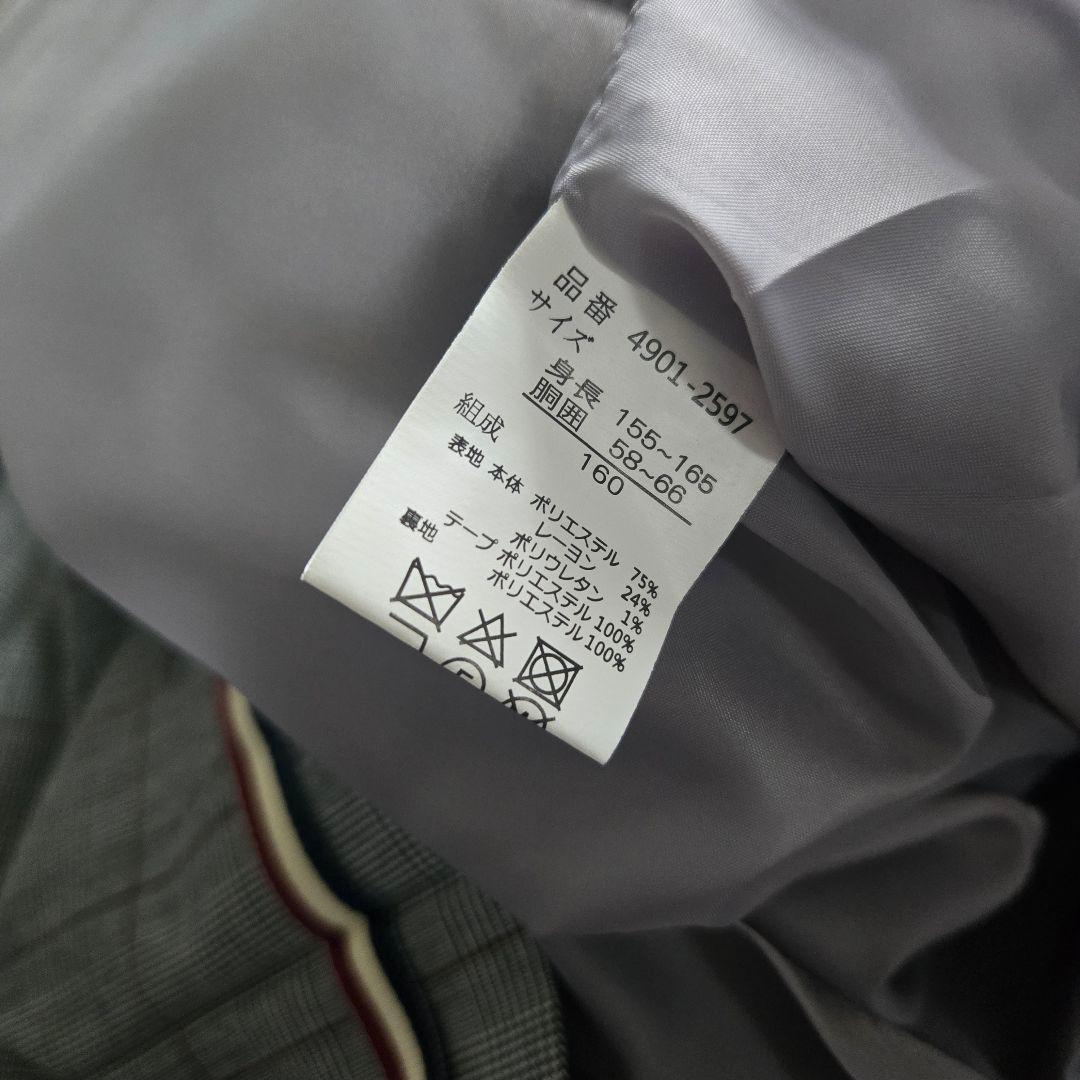 品番 4901-2597
サイズ
身長 155~165
胴囲 58~66
160
組成
表地 本体 ポリエステル 75%
レーヨン 24%
ポリウレタン 1%
テープ ポリエステル 100%
裏地 ポリエステル 100%